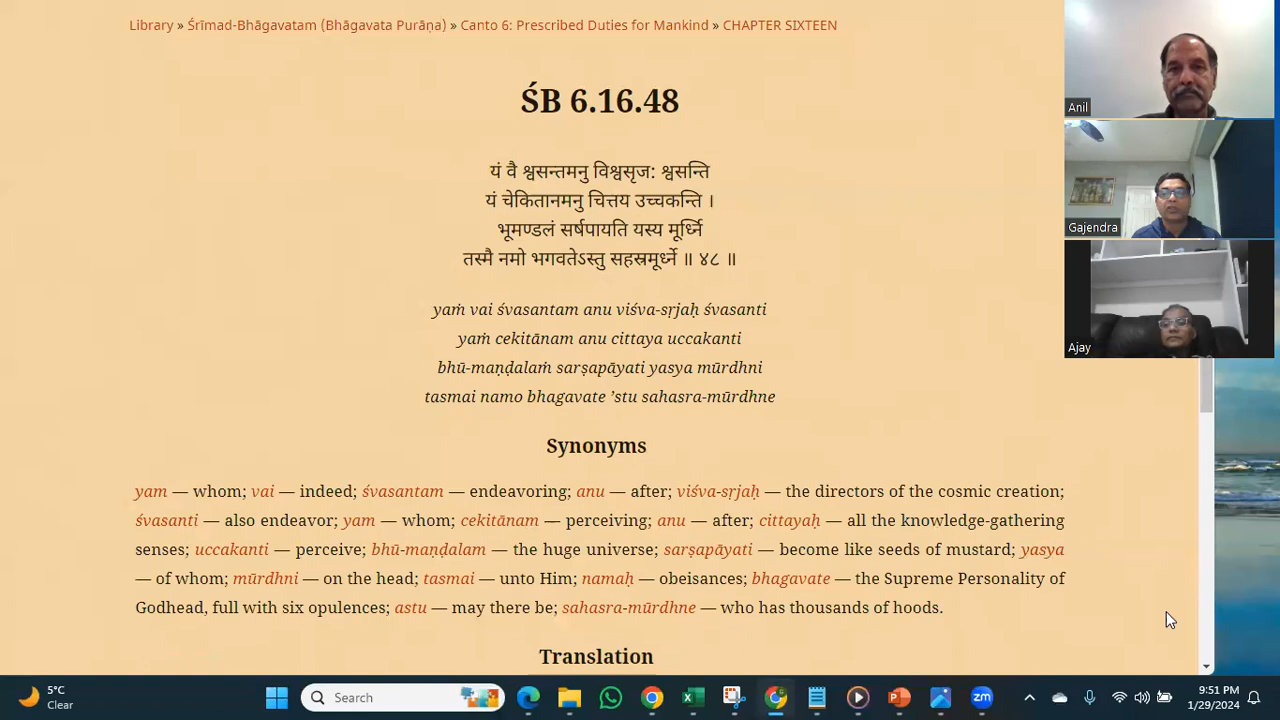 Library » Śrīmad-Bhāgavatam (Bhāgavata Purāṇa) » Canto 6: Prescribed Duties for Mankind » CHAPTER SIXTEEN
ŚB 6.16.48
यं वै श्वसन्तमनु विश्वसृज: श्वसन्ति
यं चेकितानमनु चित्तय उच्चकन्ति ।
भूमण्डलं सर्षपायति यस्य मूर्ध्नि
तस्मै नमो भगवतेऽस्तु सहस्रमूर्ध्ने ॥ ४८ ॥
yaṁ vai śvasantam anu viśva-sṛjaḥ śvasanti
yaṁ cekitānam anu cittaya uccakanti
bhū-maṇḍalaṁ sarṣapāyati yasya mūrdhni
tasmai namo bhagavate ’stu sahasra-mūrdhne
Synonyms
yam — whom; vai — indeed; śvasantam — endeavoring; anu — after; viśva-sṛjaḥ — the directors of the cosmic creation;
śvasanti — also endeavor; yam — whom; cekitānam — perceiving; anu — after; cittayaḥ — all the knowledge-gathering
senses; uccakanti — perceive; bhū-maṇḍalam — the huge universe; sarṣapāyati — become like seeds of mustard; yasya
— of whom; mūrdhni — on the head; tasmai — unto Him; namaḥ — obeisances; bhagavate — the Supreme Personality of
Godhead, full with six opulences; astu — may there be; sahasra-mūrdhne — who has thousands of hoods.
Translation
Anil
Gajendra
Ajay
5°C
Clear
Search
zm
9:51 PM
1/29/2024